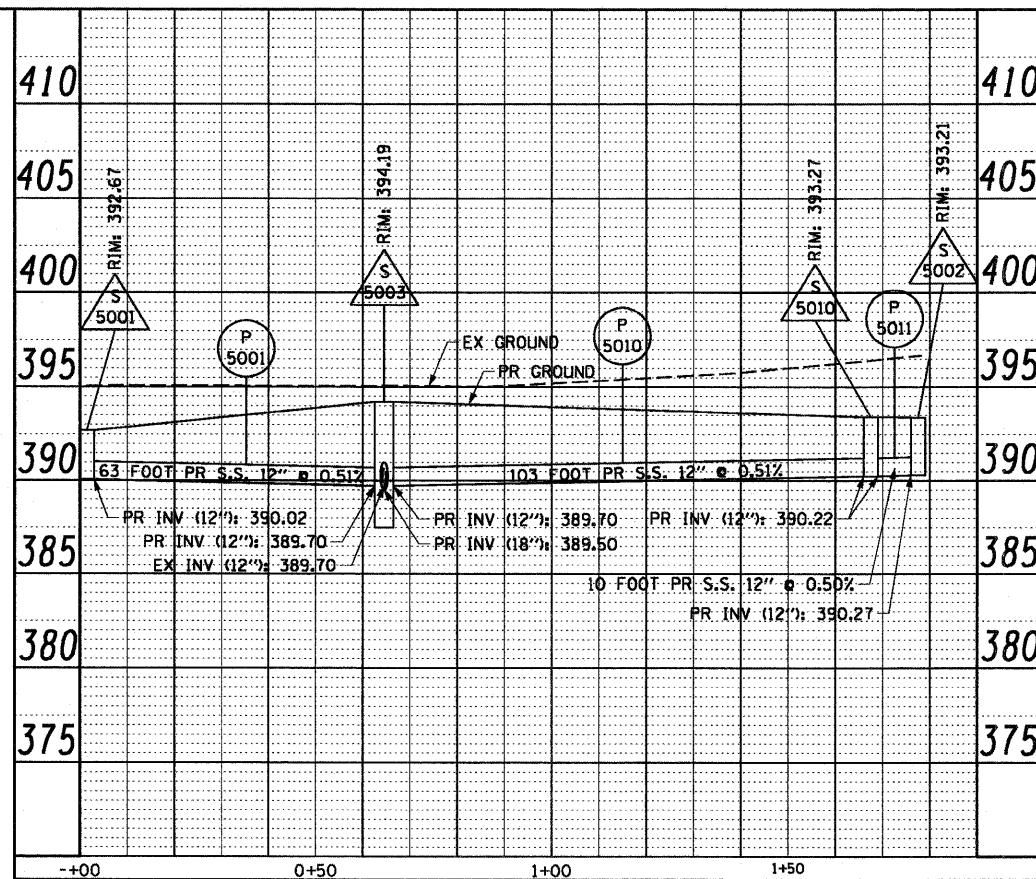 410 410
RIM: 392.67
RIM: 394.19
RIM: 393.27
RIM: 393.21
405 405
400 400
S
5001
S
5003
S
5010
S
5002
P
5001
P
5010
P
5011
395 395
EX GROUND
PR GROUND
390 390
63 FOOT PR S.S. 12" @ 0.51%
103 FOOT PR S.S. 12" @ 0.51%
PR INV (12"): 390.02
PR INV (12"): 389.70
PR INV (12"): 390.22
PR INV (12"): 389.70
PR INV (18"): 389.50
EX INV (12"): 389.70
385 385
10 FOOT PR S.S. 12" @ 0.50%
PR INV (12"): 390.27
380 380
375 375
-+00 0+50 1+00 1+50